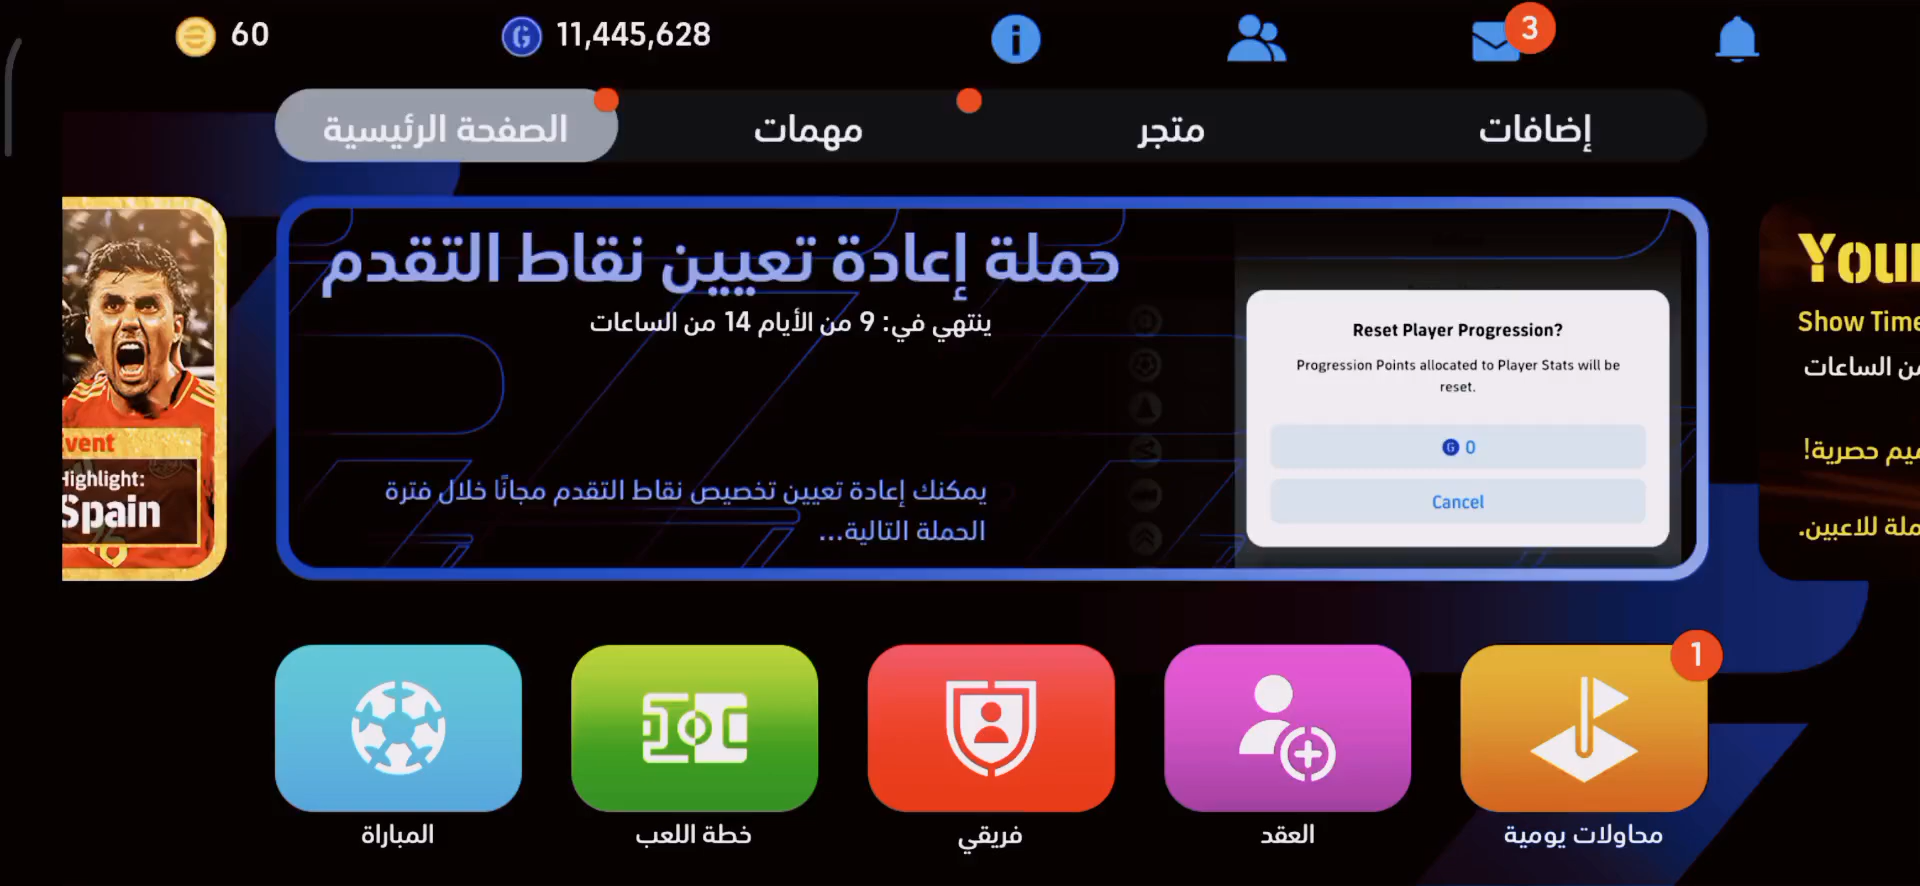 60
11,445,628
3
الصفحة الرئيسية
مهمات
متجر
إضافات
vent
Highlight:
Spain
حملة إعادة تعيين نقاط التقدم
ينتهي في: 9 من الأيام 14 من الساعات
يمكنك إعادة تعيين تخصيص نقاط التقدم مجانًا خلال فترة
الحملة التالية...
Reset Player Progression?
Progression Points allocated to Player Stats will be
reset.
G 0
Cancel
Your
Show Time
من الساعات
حصرية!
للاعبين.
1
المباراة
خطة اللعب
فريقي
العقد
محاولات يومية